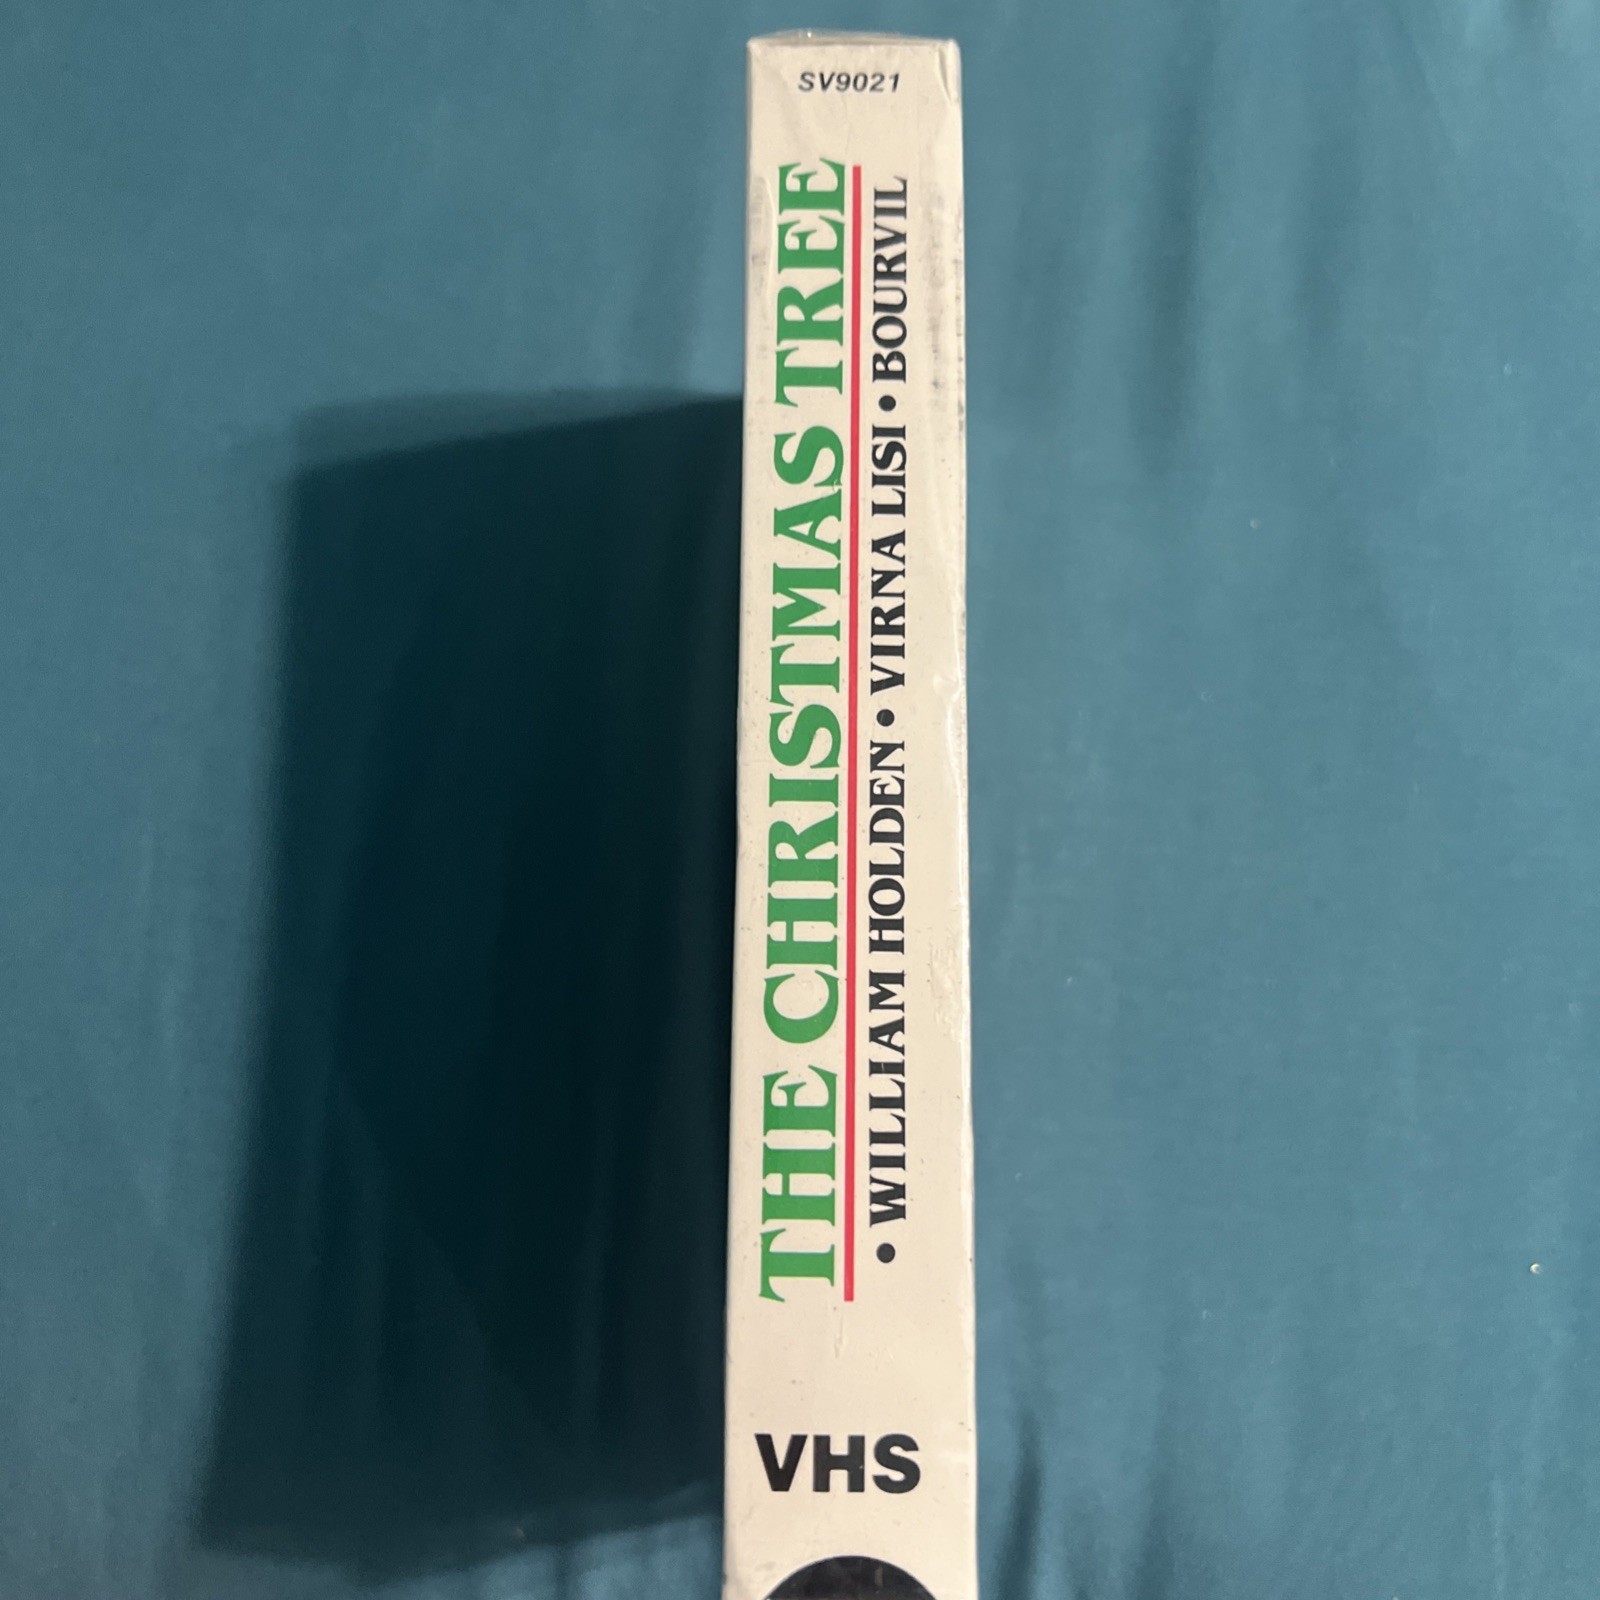 SV9021
THE CHRISTMAS TREE
• WILLIAM HOLDEN • VIRNA LISI • BOURVIL
VHS